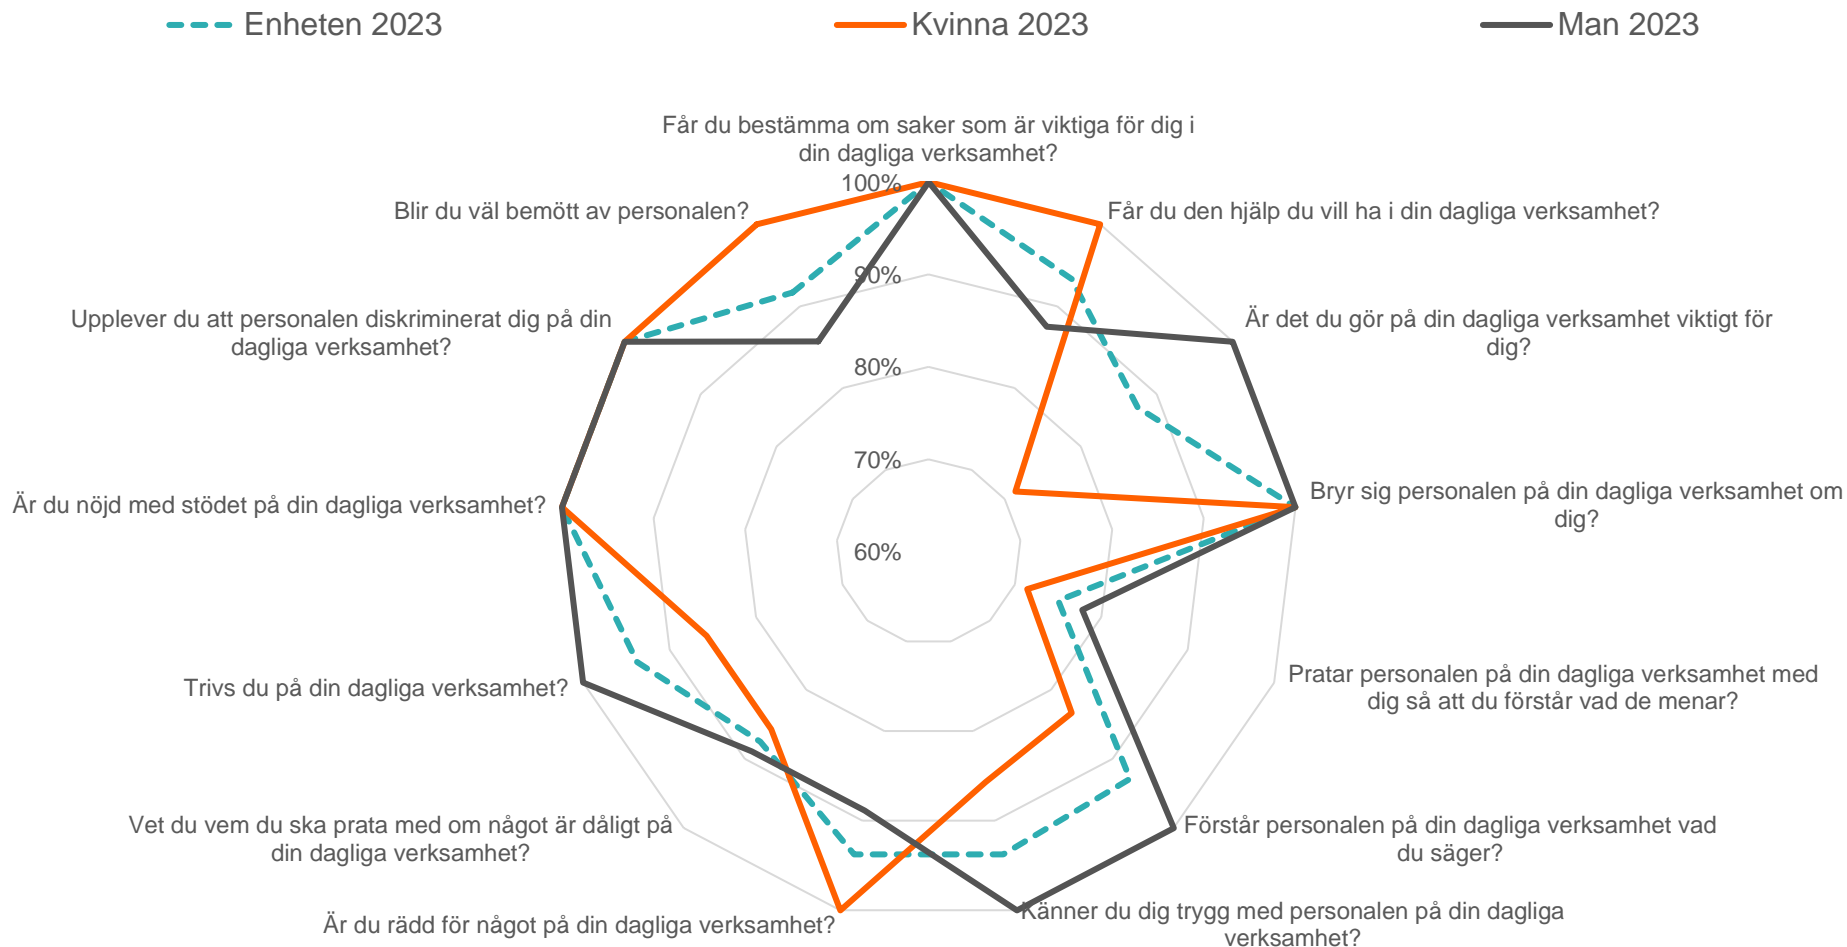 Enheten 2023
Kvinna 2023
Man 2023
Får du bestämma om saker som är viktiga för dig i
din dagliga verksamhet?
100%
90%
80%
70%
60%
Får du den hjälp du vill ha i din dagliga verksamhet?
Är det du gör på din dagliga verksamhet viktigt för
dig?
Bryr sig personalen på din dagliga verksamhet om
dig?
Pratar personalen på din dagliga verksamhet med
dig så att du förstår vad de menar?
Förstår personalen på din dagliga verksamhet vad
du säger?
Känner du dig trygg med personalen på din dagliga
verksamhet?
Är du rädd för något på din dagliga verksamhet?
Vet du vem du ska prata med om något är dåligt på
din dagliga verksamhet?
Trivs du på din dagliga verksamhet?
Är du nöjd med stödet på din dagliga verksamhet?
Upplever du att personalen diskriminerat dig på din
dagliga verksamhet?
Blir du väl bemött av personalen?